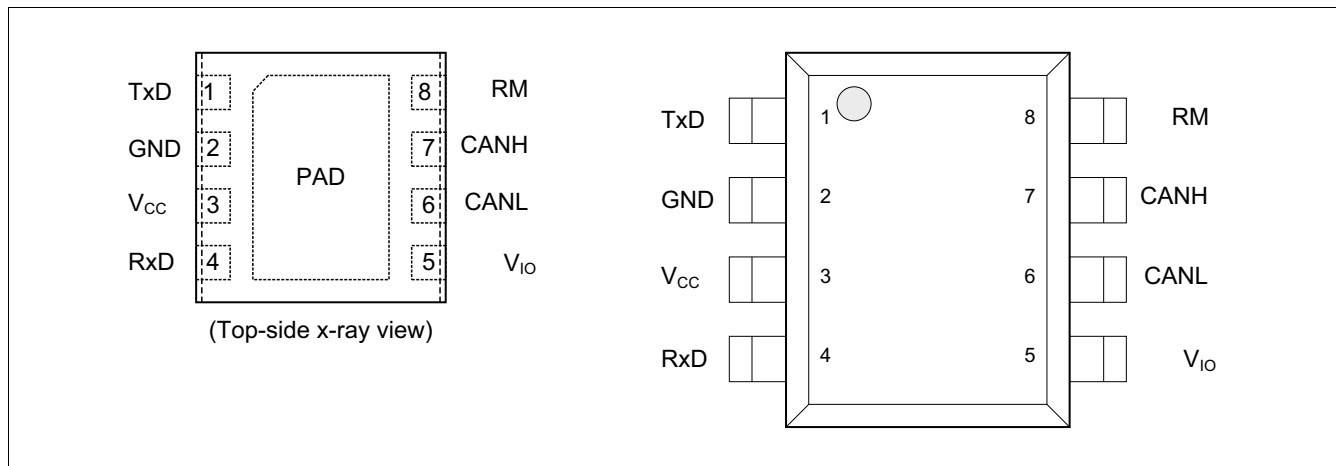 TxD 1 8 RM
GND 2 7 CANH
PAD
VCC 3 6 CANL
RxD 4 5 VIO
(Top-side x-ray view)
TxD 1 8 RM
GND 2 7 CANH
VCC 3 6 CANL
RxD 4 5 VIO